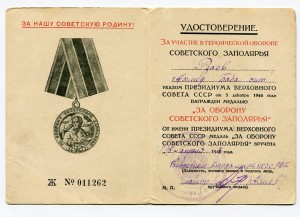 ЗА НАШУ СОВЕТСКУЮ РОДИНУ!
Ж № 011262
УДОСТОВЕРЕНИЕ.
ЗА УЧАСТИЕ В ГЕРОИЧЕСКОЙ ОБОРОНЕ
СОВЕТСКОГО ЗАПОЛЯРЬЯ
УКАЗОМ ПРЕЗИДИУМА ВЕРХОВНОГО
СОВЕТА СССР от 5 декабря 1944 года
НАГРАЖДЕН МЕДАЛЬЮ
"ЗА ОБОРОНУ
СОВЕТСКОГО ЗАПОЛЯРЬЯ"
ОТ ИМЕНИ ПРЕЗИДИУМА ВЕРХОВНОГО
СОВЕТА СССР МЕДАЛЬ "ЗА ОБОРОНУ
СОВЕТСКОГО ЗАПОЛЯРЬЯ" ВРУЧЕНА
М. П.